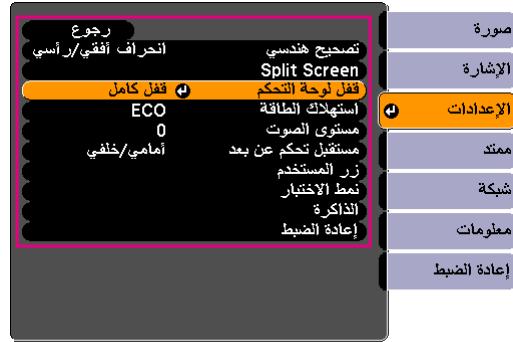 رجوع
تصحيح هندسي انحراف أفقي/رأسي
Split Screen
قفل لوحة التحكم قفل كامل
استهلاك الطاقة ECO
مستوى الصوت 0
مستقبل تحكم عن بعد أمامي/خلفي
زر المستخدم
نمط الاختبار
الذاكرة
إعادة الضبط
صورة
الإشارة
الإعدادات
ممتد
شبكة
معلومات
إعادة الضبط